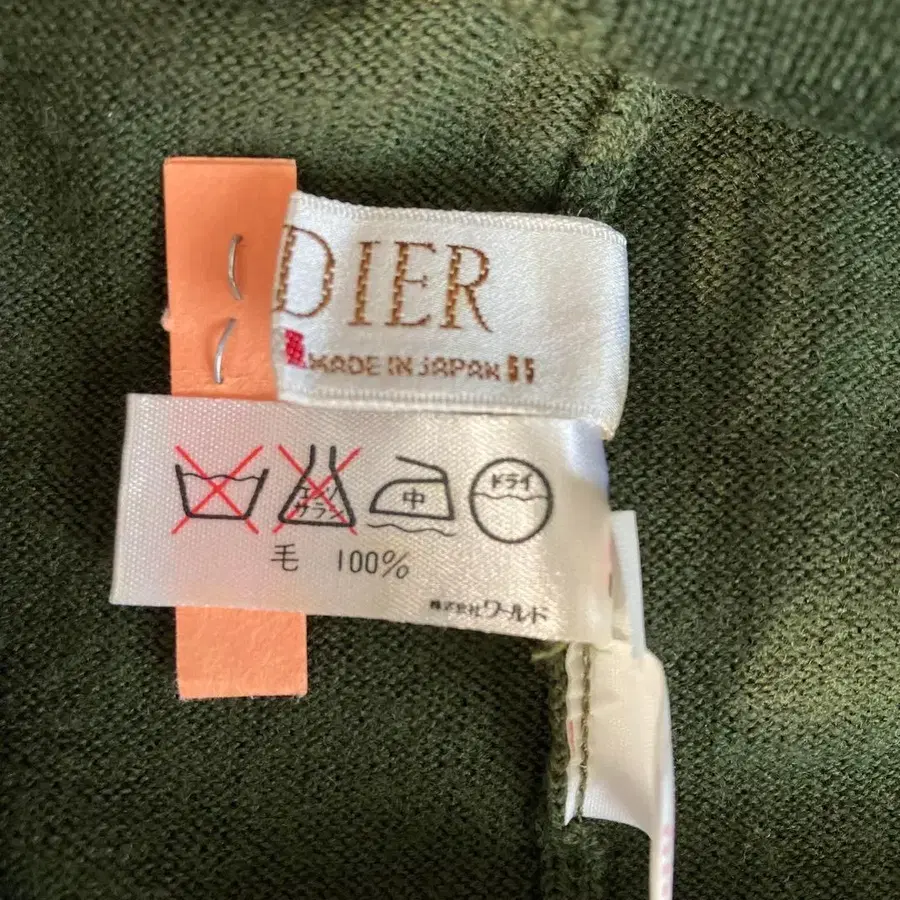 DIER
MADE IN JAPAN 55
エンソ
サラシ
中
ドライ
毛 100%
株式会社ワールド